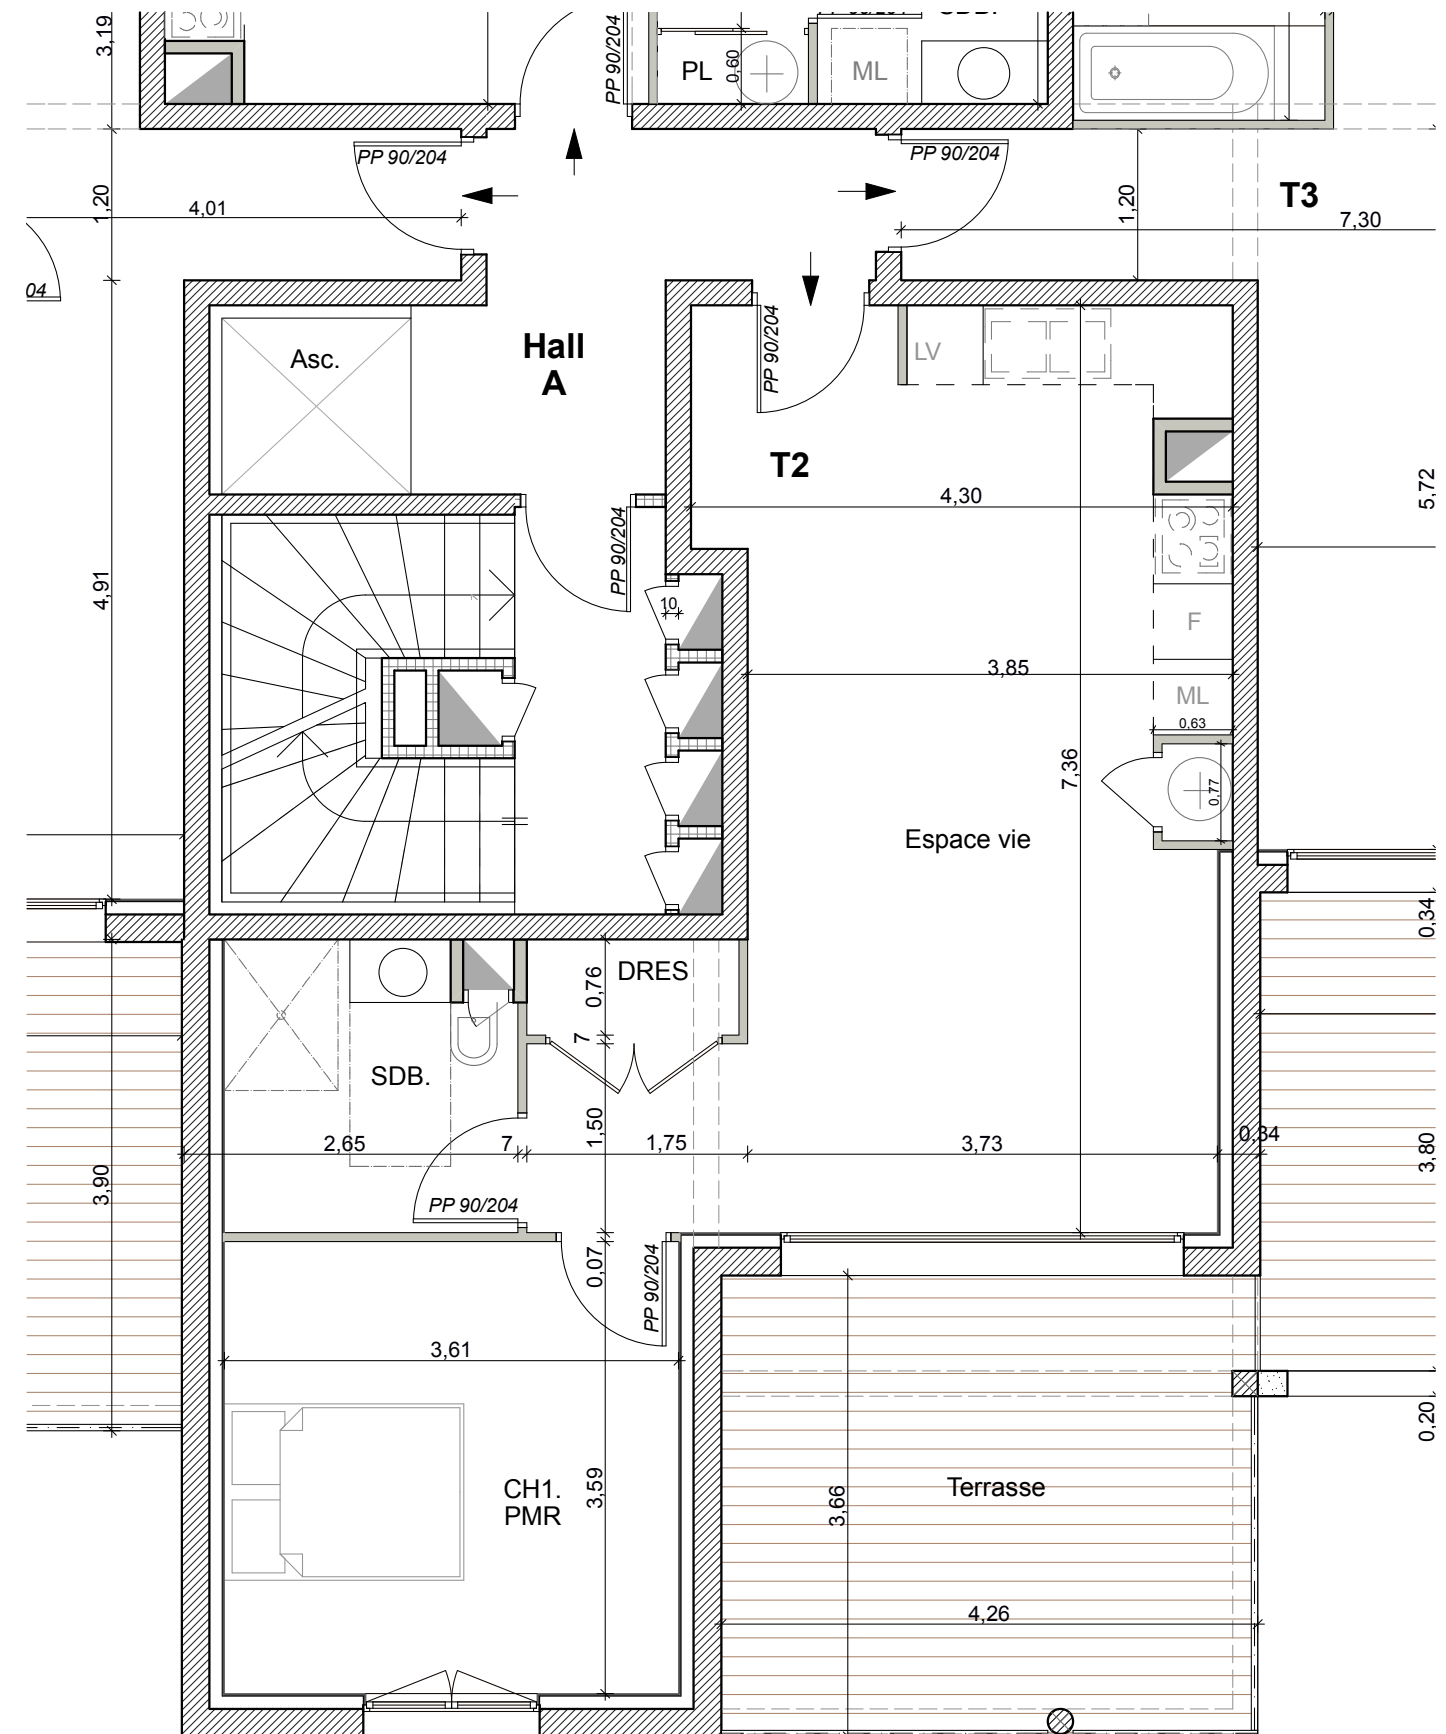 3,19
PP 90/204
PL
0,60
ML
PP 90/204
PP 90/204
1,20
4,01
1,20
T3
7,30
04
Asc.
Hall
A
PP 90/204
LV
T2
4,30
5,72
PP 90/204
4,91
10
F
3,85
ML
0,63
7,36
0,77
Espace vie
0,34
DRES
0,76
7
SDB.
1,50
2,65
7
1,75
3,73
0,34
3,80
3,90
PP 90/204
0,07
PP 90/204
3,61
0,20
CH1.
PMR
3,59
Terrasse
3,66
4,26